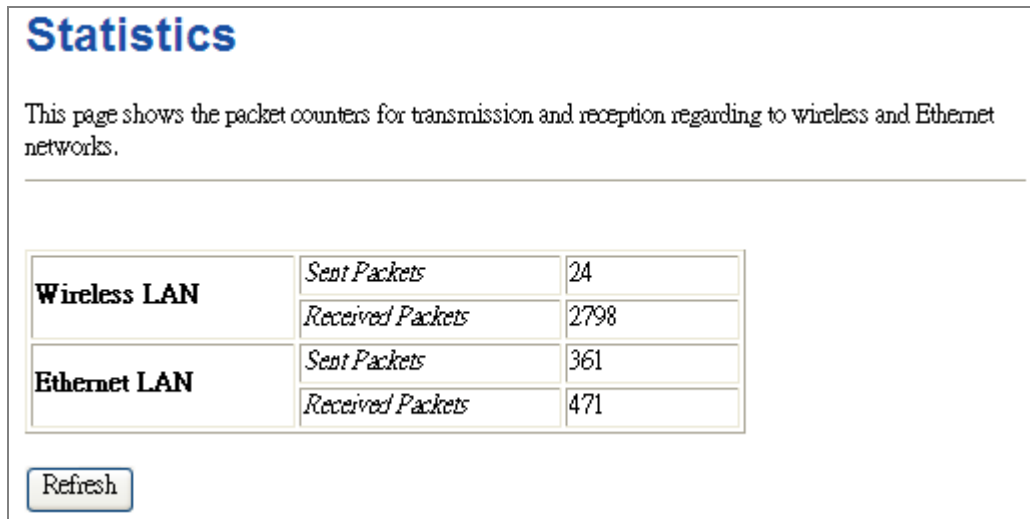 Statistics
This page shows the packet counters for transmission and reception regarding to wireless and Ethernet
networks.
Wireless LAN
Sent Packets 24
Received Packets 2798
Ethernet LAN
Sent Packets 361
Received Packets 471
Refresh